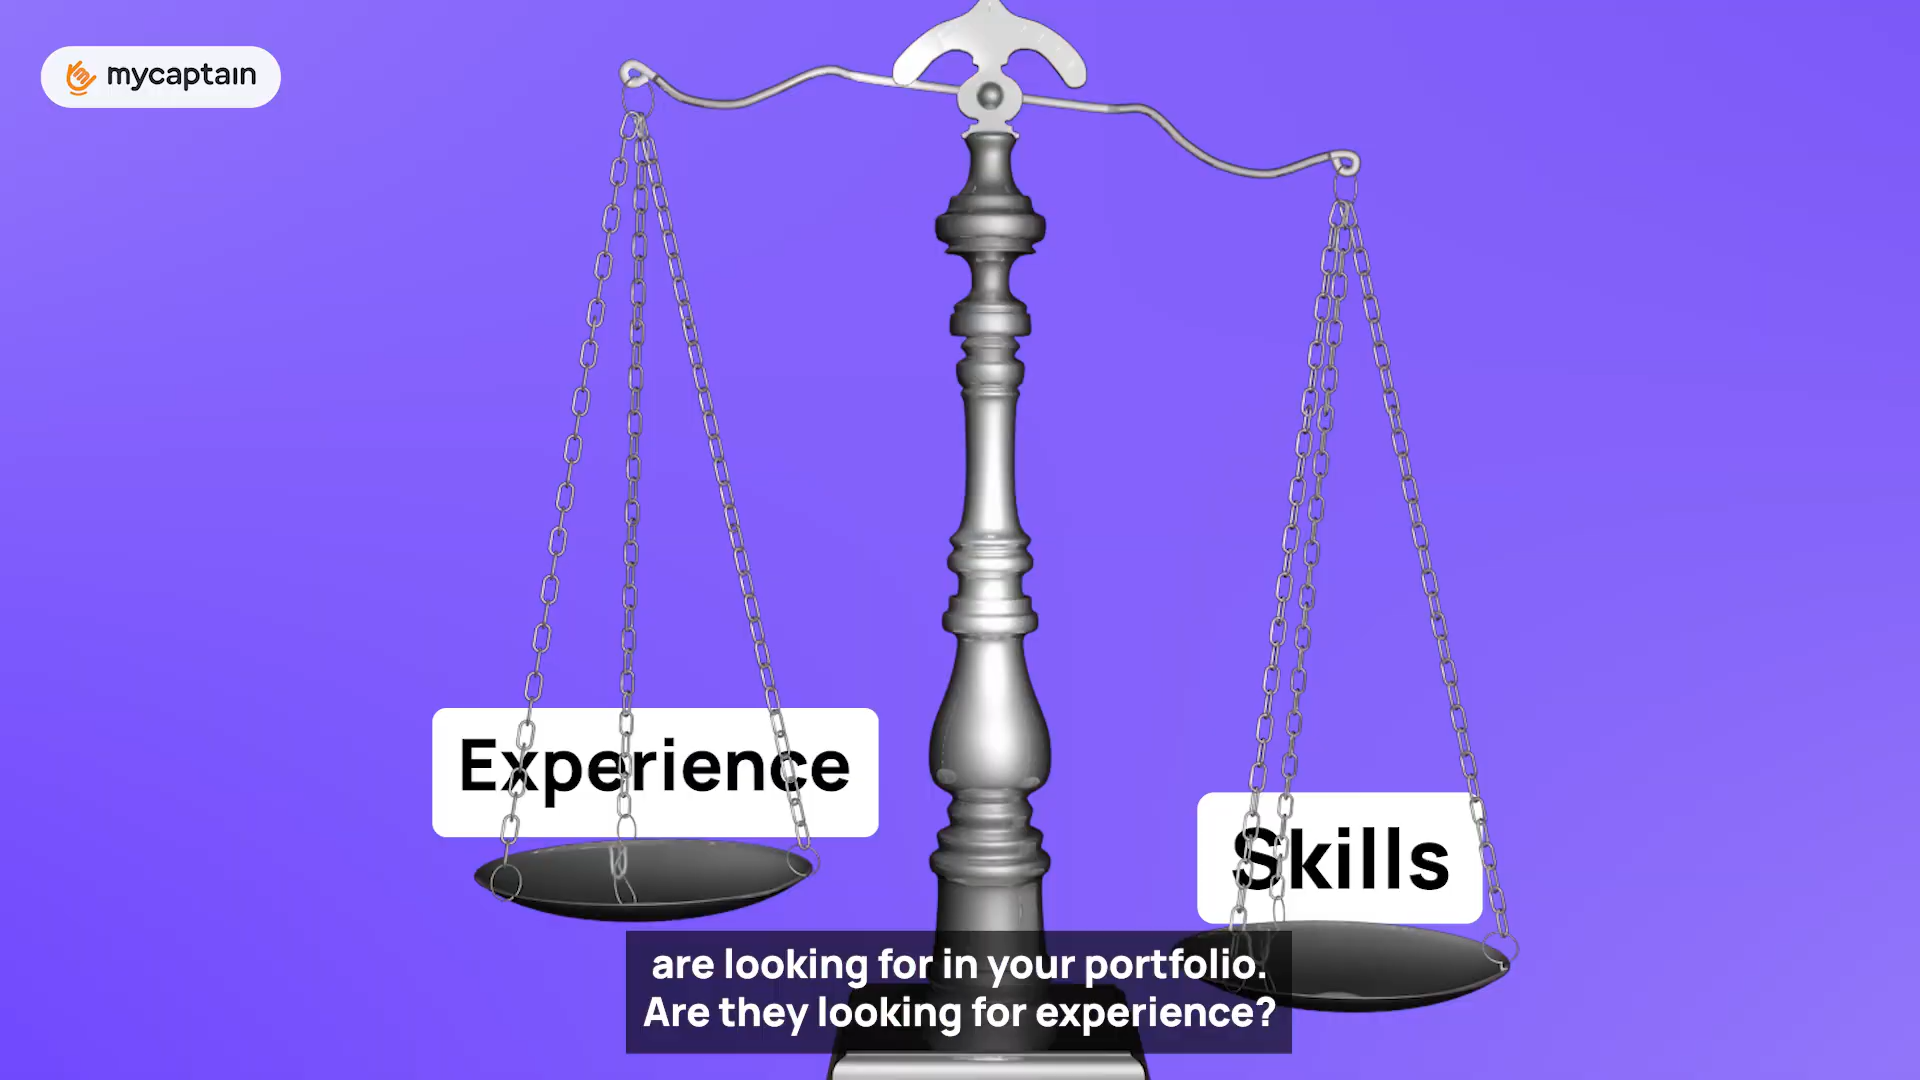 mycaptain
Experience
Skills
are looking for in your portfolio.
Are they looking for experience?